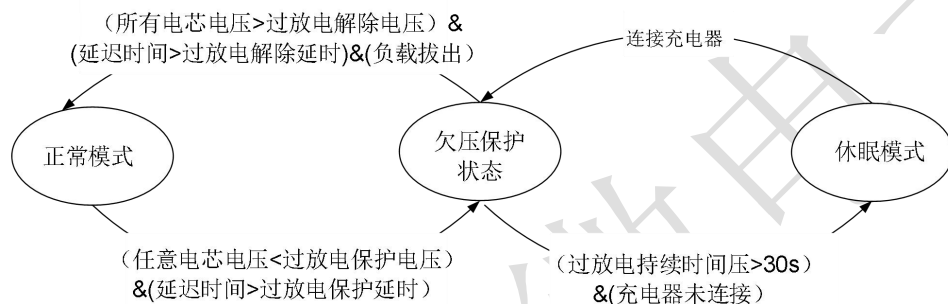 （所有电芯电压>过放电解除电压）&
(延迟时间>过放电解除延时)&(负载拔出）
连接充电器
正常模式
欠压保护
状态
休眠模式
（任意电芯电压<过放电保护电压）
&(延迟时间>过放电保护延时）
（过放电持续时间压>30s）
&(充电器未连接）